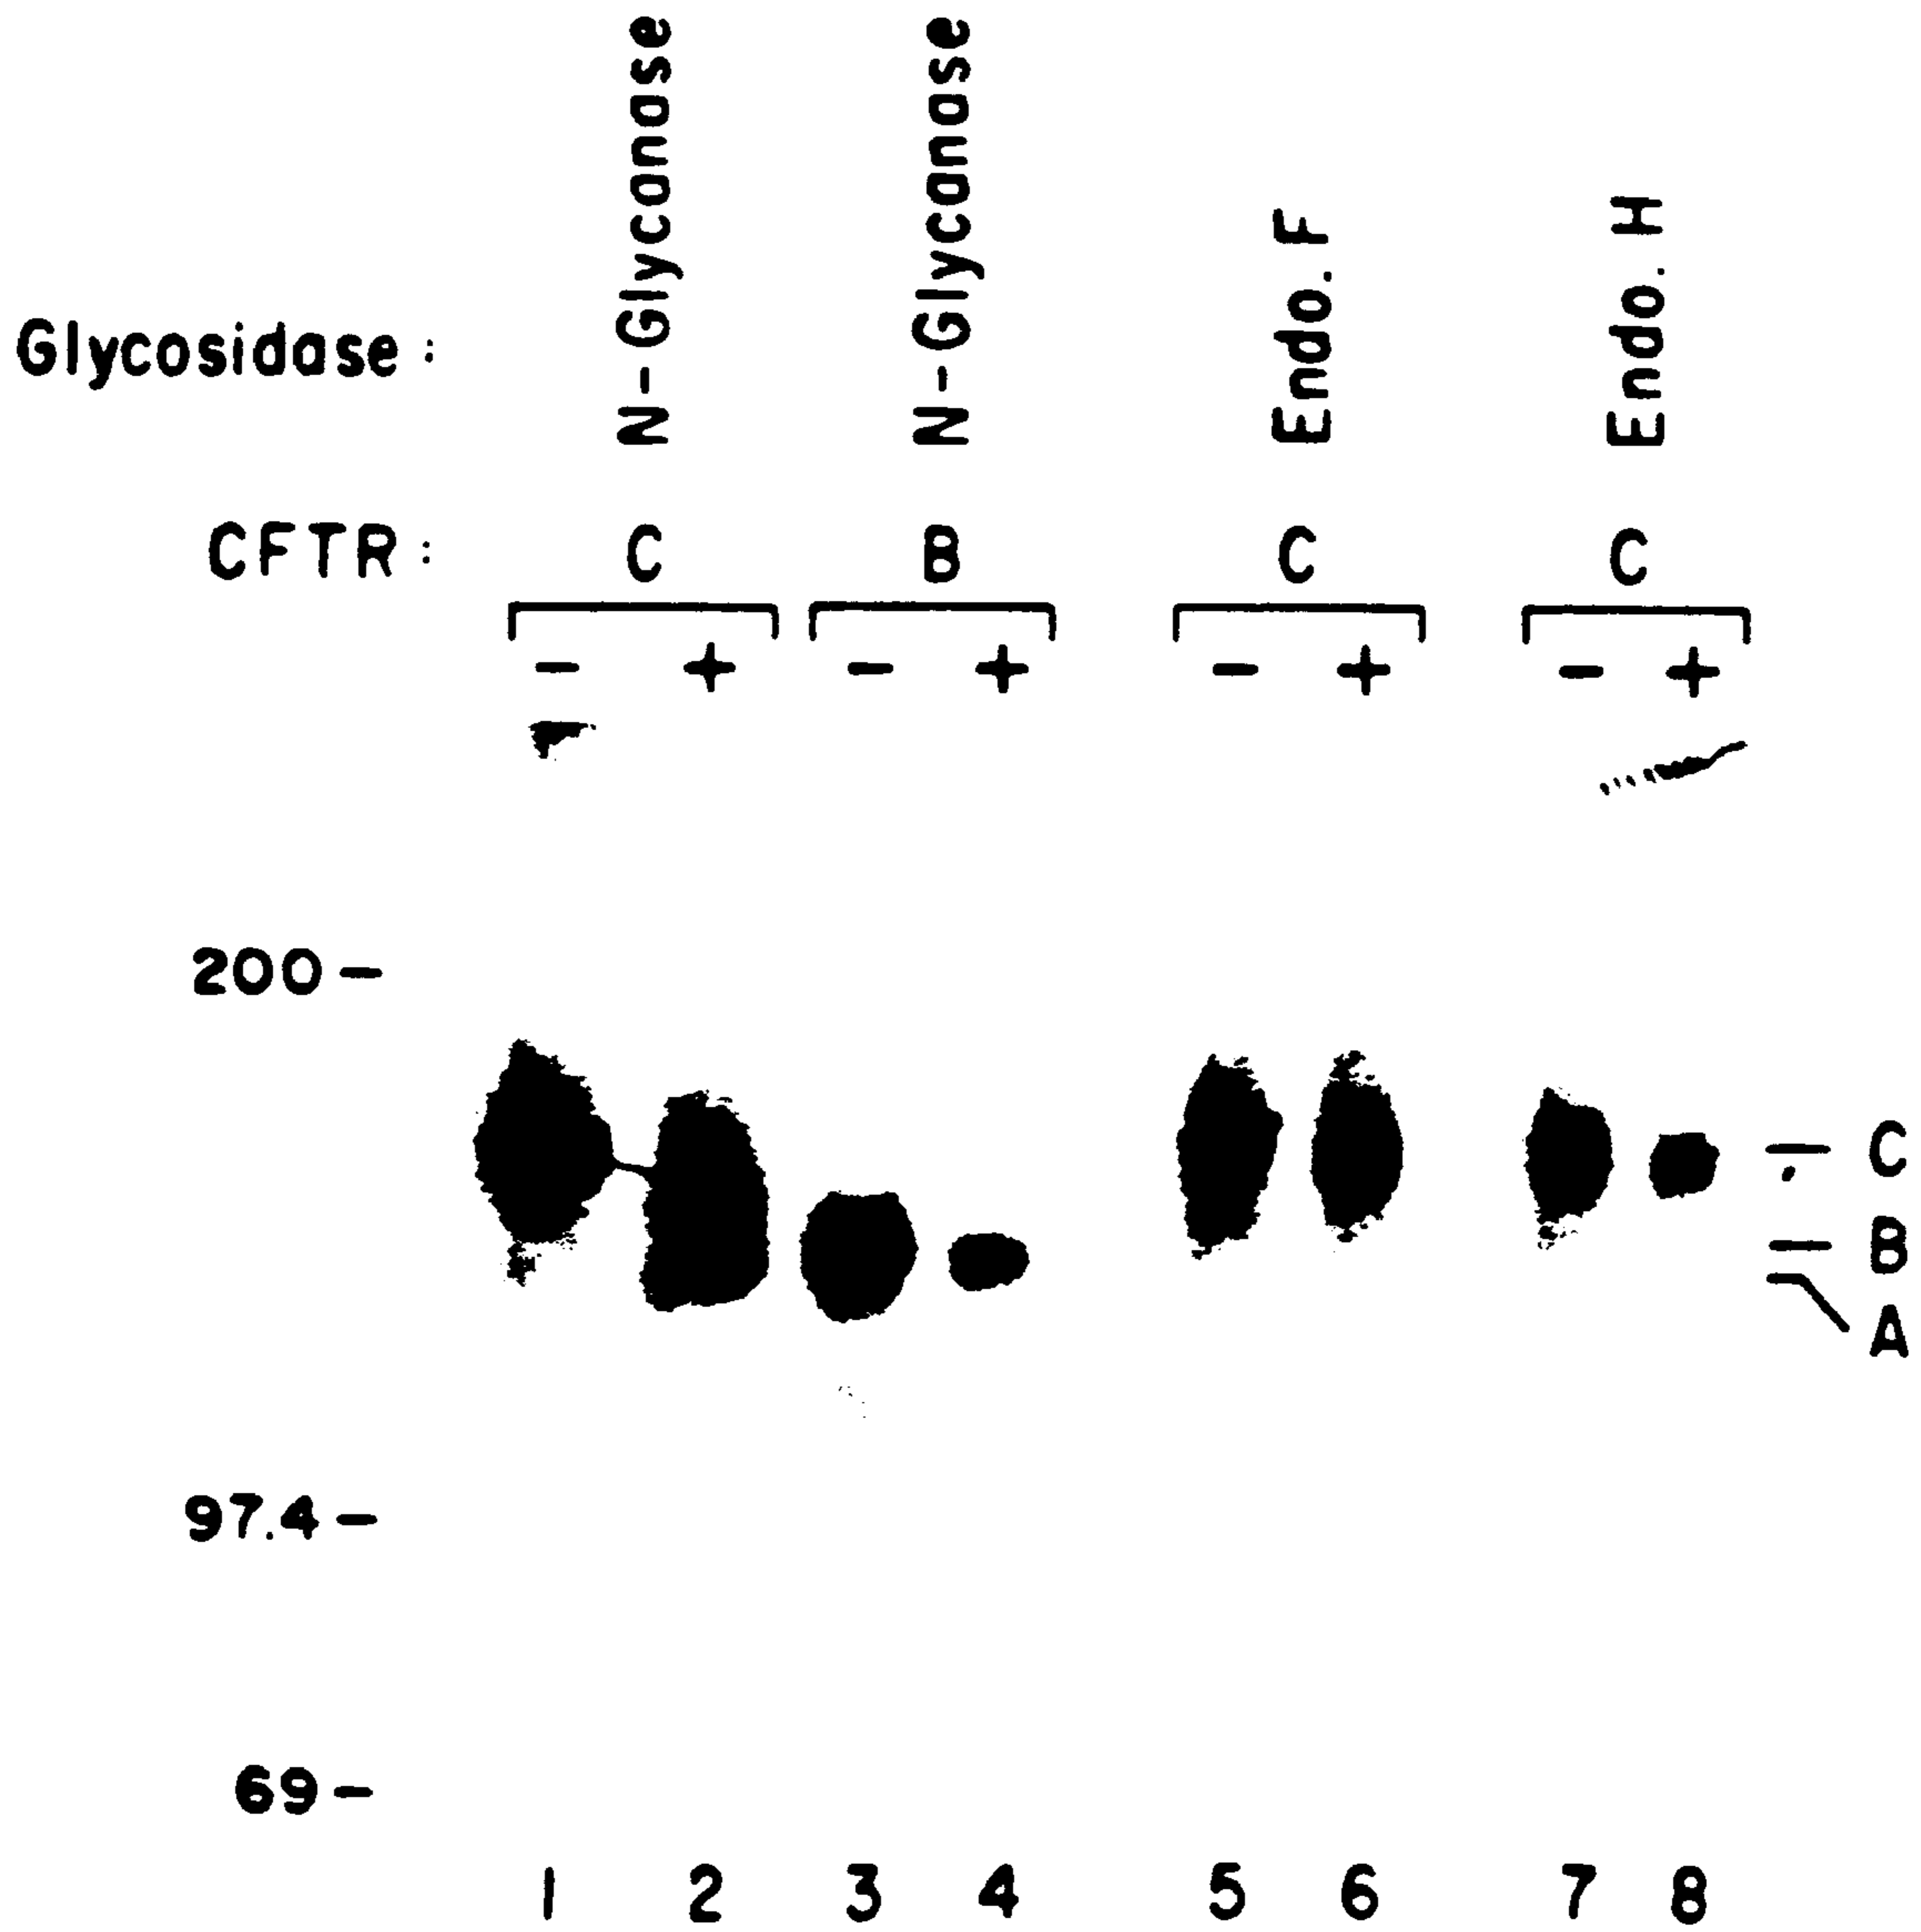 N-Glycanase N-Glycanase Endo. F Endo. H
Glycosidase:
CFTR: C B C C
- + - + - + - +
200-
C
B
A
97.4-
69-
1 2 3 4 5 6 7 8